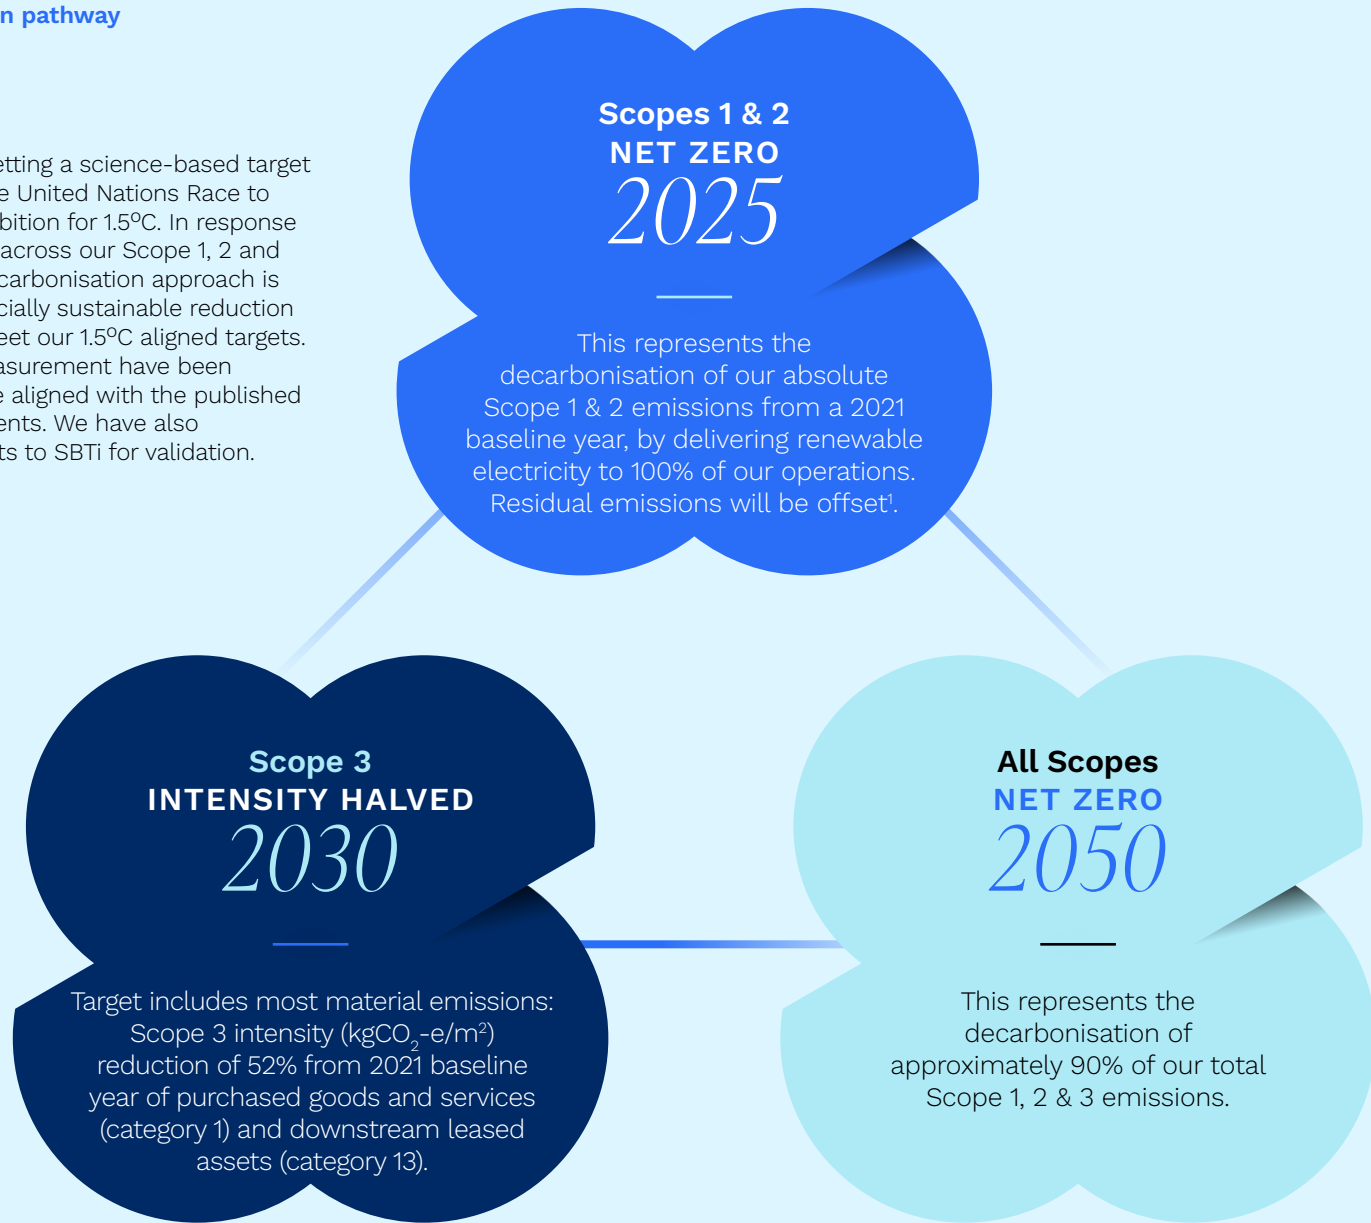 n pathway
etting a science-based target
e United Nations Race to
bition for 1.5ºC. In response
across our Scope 1, 2 and
carbonisation approach is
cially sustainable reduction
eet our 1.5ºC aligned targets.
asurement have been
e aligned with the published
ents. We have also
ts to SBTi for validation.
Scopes 1 & 2
NET ZERO
2025
This represents the
decarbonisation of our absolute
Scope 1 & 2 emissions from a 2021
baseline year, by delivering renewable
electricity to 100% of our operations.
Residual emissions will be offset¹.
Scope 3
INTENSITY HALVED
2030
Target includes most material emissions:
Scope 3 intensity (kgCO₂-e/m²)
reduction of 52% from 2021 baseline
year of purchased goods and services
(category 1) and downstream leased
assets (category 13).
All Scopes
NET ZERO
2050
This represents the
decarbonisation of
approximately 90% of our total
Scope 1, 2 & 3 emissions.